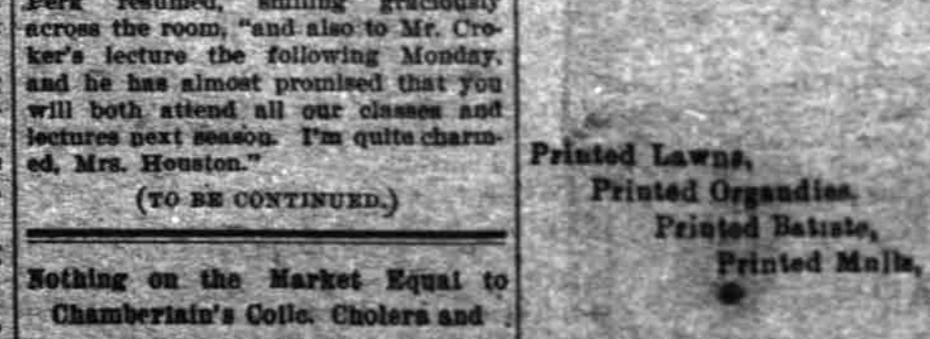 Perk resumed, smiling graciously
across the room, "and also to Mr. Cro-
ker's lecture the following Monday,
and he has almost promised that you
will both attend all our classes and
lectures next season. I'm quite charm-
ed, Mrs. Houston."
(TO BE CONTINUED.)
Nothing on the Market Equal to
Chamberlain's Colic, Cholera and
Printed Lawns,
Printed Organdies,
Printed Batiste,
Printed Mulls,